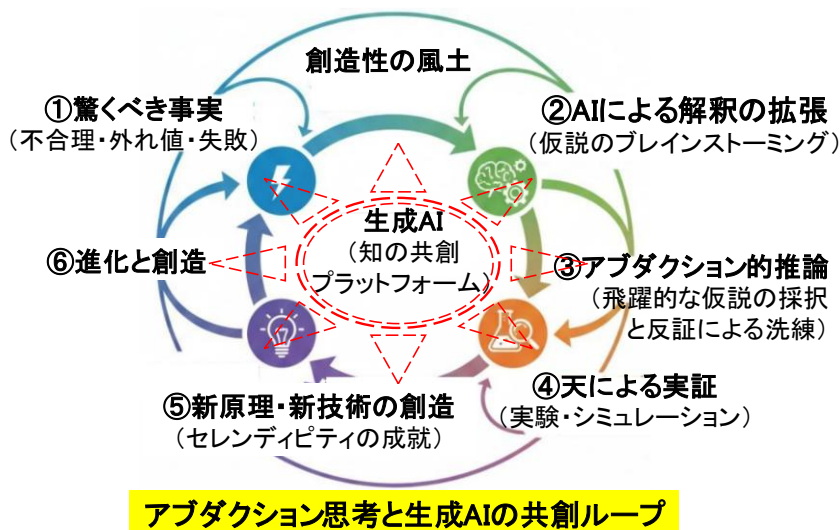 創造性の風土
①驚くべき事実
（不合理・外れ値・失敗）
②AIによる解釈の拡張
（仮説のブレインストーミング）
生成AI
（知の共創
プラットフォーム）
③アブダクション的推論
（飛躍的な仮説の採択
と反証による洗練）
④天による実証
（実験・シミュレーション）
⑤新原理・新技術の創造
（セレンディピティの成就）
⑥進化と創造
アブダクション思考と生成AIの共創ループ